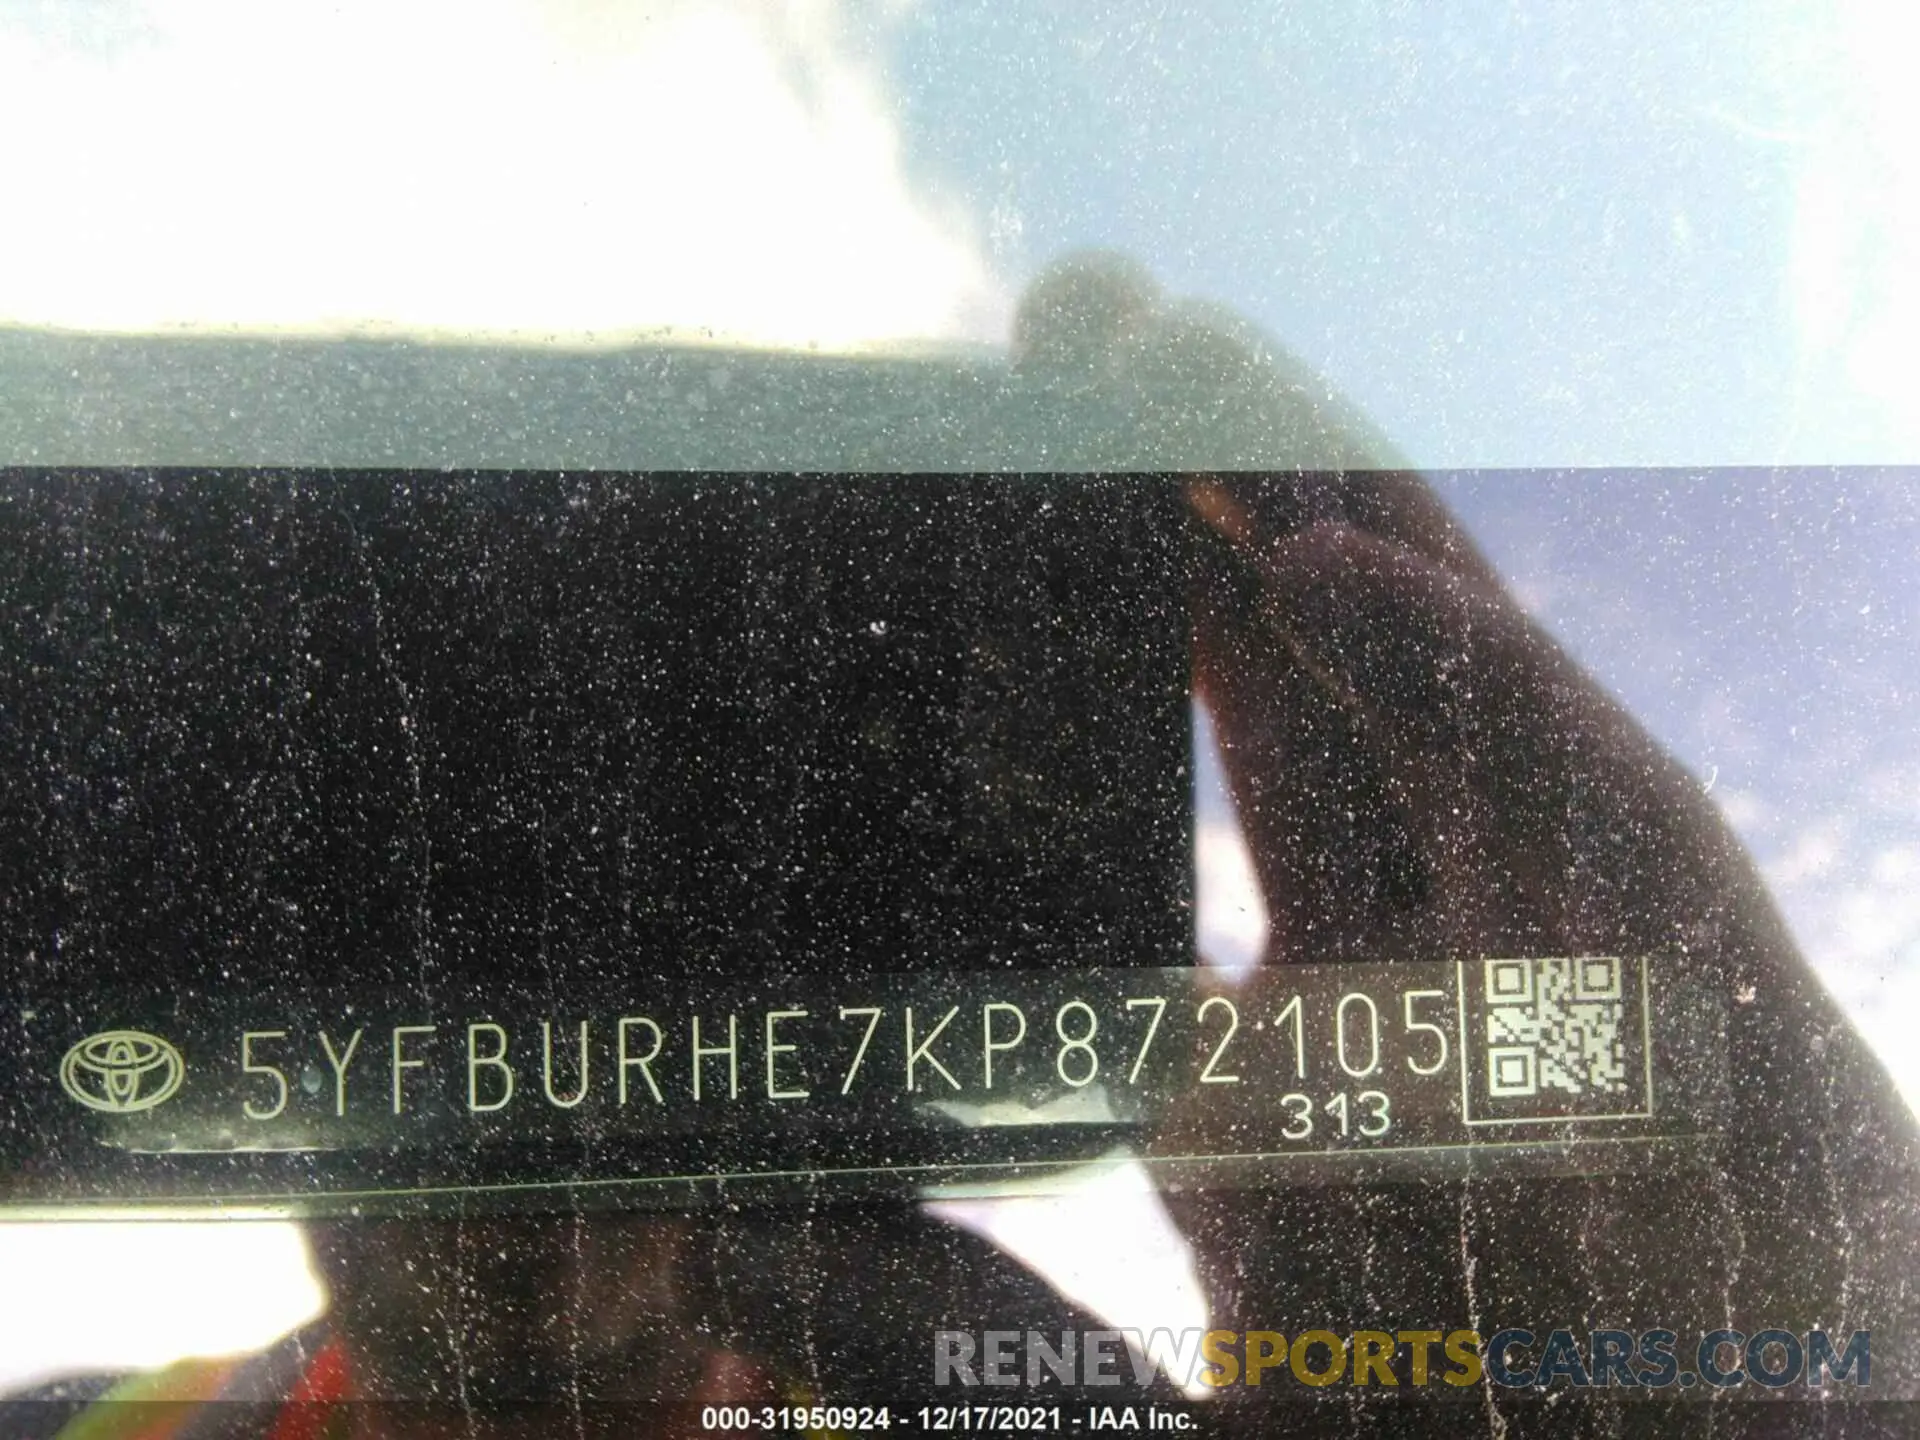 5YFBURHE7KP872105
313
RENEWSPORTSCARS.COM
000-31950924 - 12/17/2021 - IAA Inc.